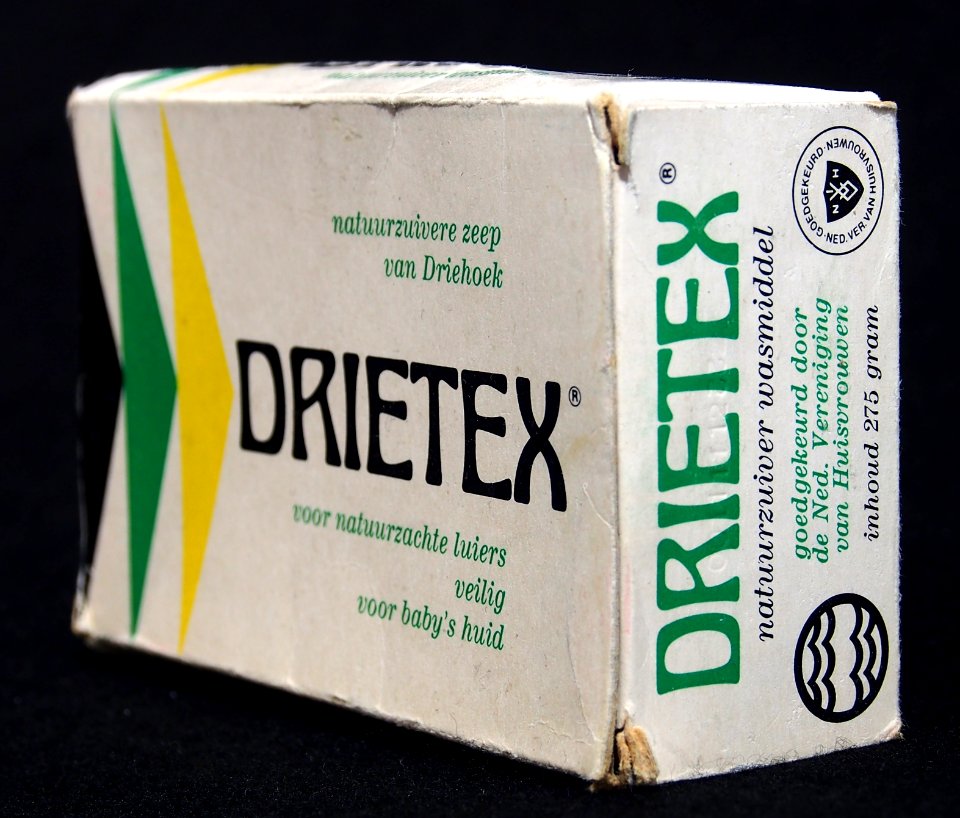 natuurzuivere zeep
van Driehoek
DRIETEX®
voor natuurzachte luiers
veilig
voor baby's huid
DRIETEX®
natuurzuiver wasmiddel
goedgekeurd door
de Ned. Vereniging
van Huisvrouwen
inhoud 275 gram
GOEDGEKEURD·NED.VER.VAN HUISVROUWEN·
N
H